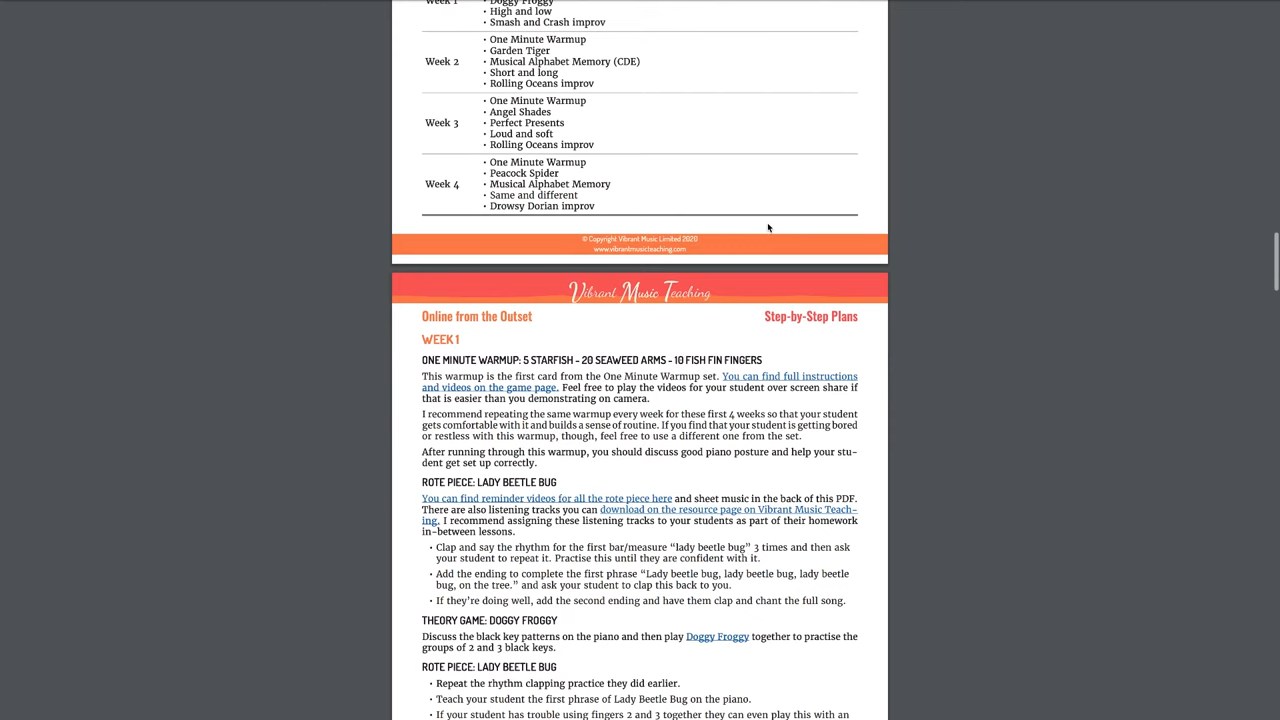 Week 1
• Doggy Froggy
• High and low
• Smash and Crash improv
Week 2
• One Minute Warmup
• Garden Tiger
• Musical Alphabet Memory (CDE)
• Short and long
• Rolling Oceans improv
Week 3
• One Minute Warmup
• Angel Shades
• Perfect Presents
• Loud and soft
• Rolling Oceans improv
Week 4
• One Minute Warmup
• Peacock Spider
• Musical Alphabet Memory
• Same and different
• Drowsy Dorian improv
© Copyright Vibrant Music Limited 2020
www.vibrantmusicteaching.com
Vibrant Music Teaching
Online from the Outset
Step-by-Step Plans
WEEK 1
ONE MINUTE WARMUP: 5 STARFISH - 20 SEAWEED ARMS - 10 FISH FIN FINGERS
This warmup is the first card from the One Minute Warmup set. You can find full instructions
and videos on the game page. Feel free to play the videos for your student over screen share if
that is easier than you demonstrating on camera.
I recommend repeating the same warmup every week for these first 4 weeks so that your student
gets comfortable with it and builds a sense of routine. If you find that your student is getting bored
or restless with this warmup, though, feel free to use a different one from the set.
After running through this warmup, you should discuss good piano posture and help your stu-
dent get set up correctly.
ROTE PIECE: LADY BEETLE BUG
You can find reminder videos for all the rote piece here and sheet music in the back of this PDF.
There are also listening tracks you can download on the resource page on Vibrant Music Teach-
ing. I recommend assigning these listening tracks to your students as part of their homework
in-between lessons.
• Clap and say the rhythm for the first bar/measure “lady beetle bug” 3 times and then ask
your student to repeat it. Practise this until they are confident with it.
• Add the ending to complete the first phrase “Lady beetle bug, lady beetle bug, lady beetle
bug, on the tree.” and ask your student to clap this back to you.
• If they’re doing well, add the second ending and have them clap and chant the full song.
THEORY GAME: DOGGY FROGGY
Discuss the black key patterns on the piano and then play Doggy Froggy together to practise the
groups of 2 and 3 black keys.
ROTE PIECE: LADY BEETLE BUG
• Repeat the rhythm clapping practice they did earlier.
• Teach your student the first phrase of Lady Beetle Bug on the piano.
• If your student has trouble using fingers 2 and 3 together they can even play this with an